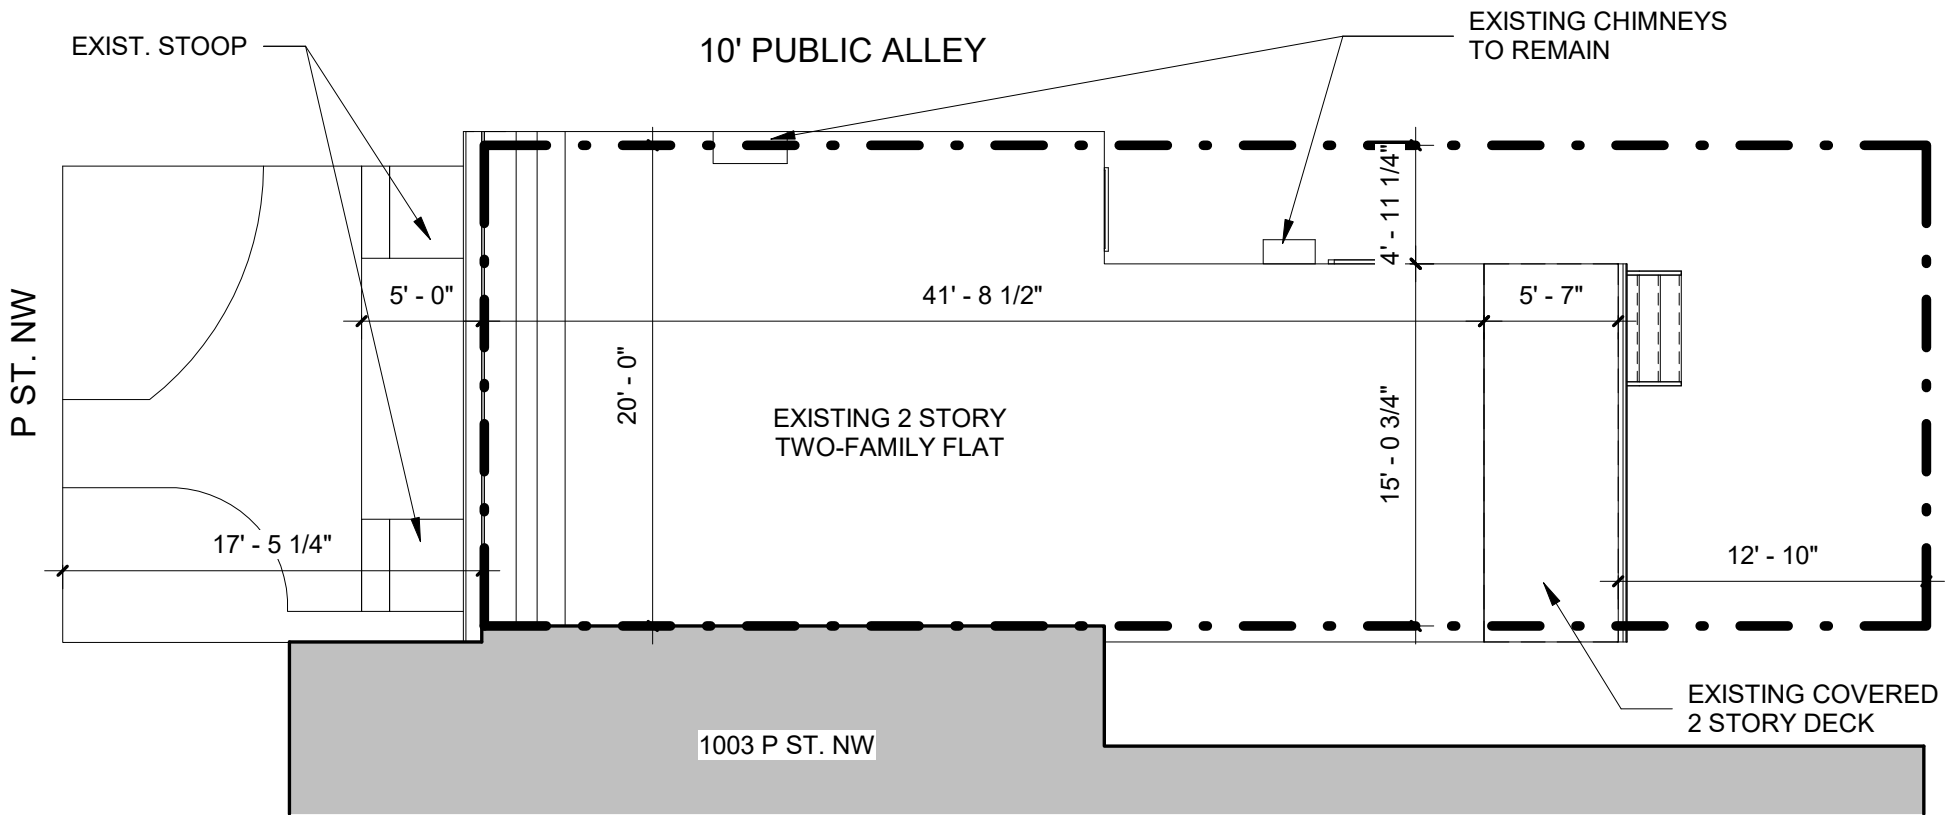 EXIST. STOOP
10' PUBLIC ALLEY
EXISTING CHIMNEYS
TO REMAIN
4' - 11 1/4"
5' - 0"
41' - 8 1/2"
5' - 7"
P ST. NW
20' - 0"
EXISTING 2 STORY
TWO-FAMILY FLAT
15' - 0 3/4"
17' - 5 1/4"
12' - 10"
EXISTING COVERED
2 STORY DECK
1003 P ST. NW